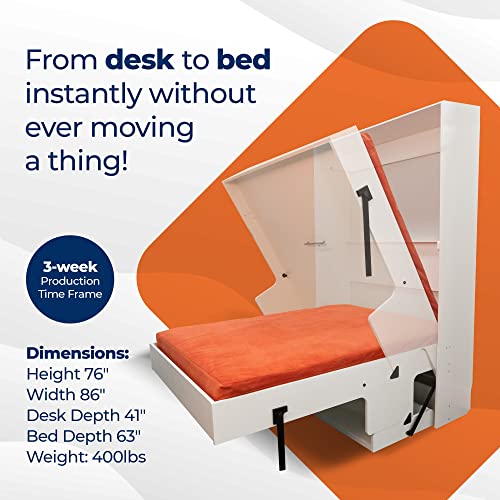 From desk to bed
instantly without
ever moving
a thing!
3-week
Production
Time Frame
Dimensions:
Height 76"
Width 86"
Desk Depth 41"
Bed Depth 63"
Weight: 400lbs